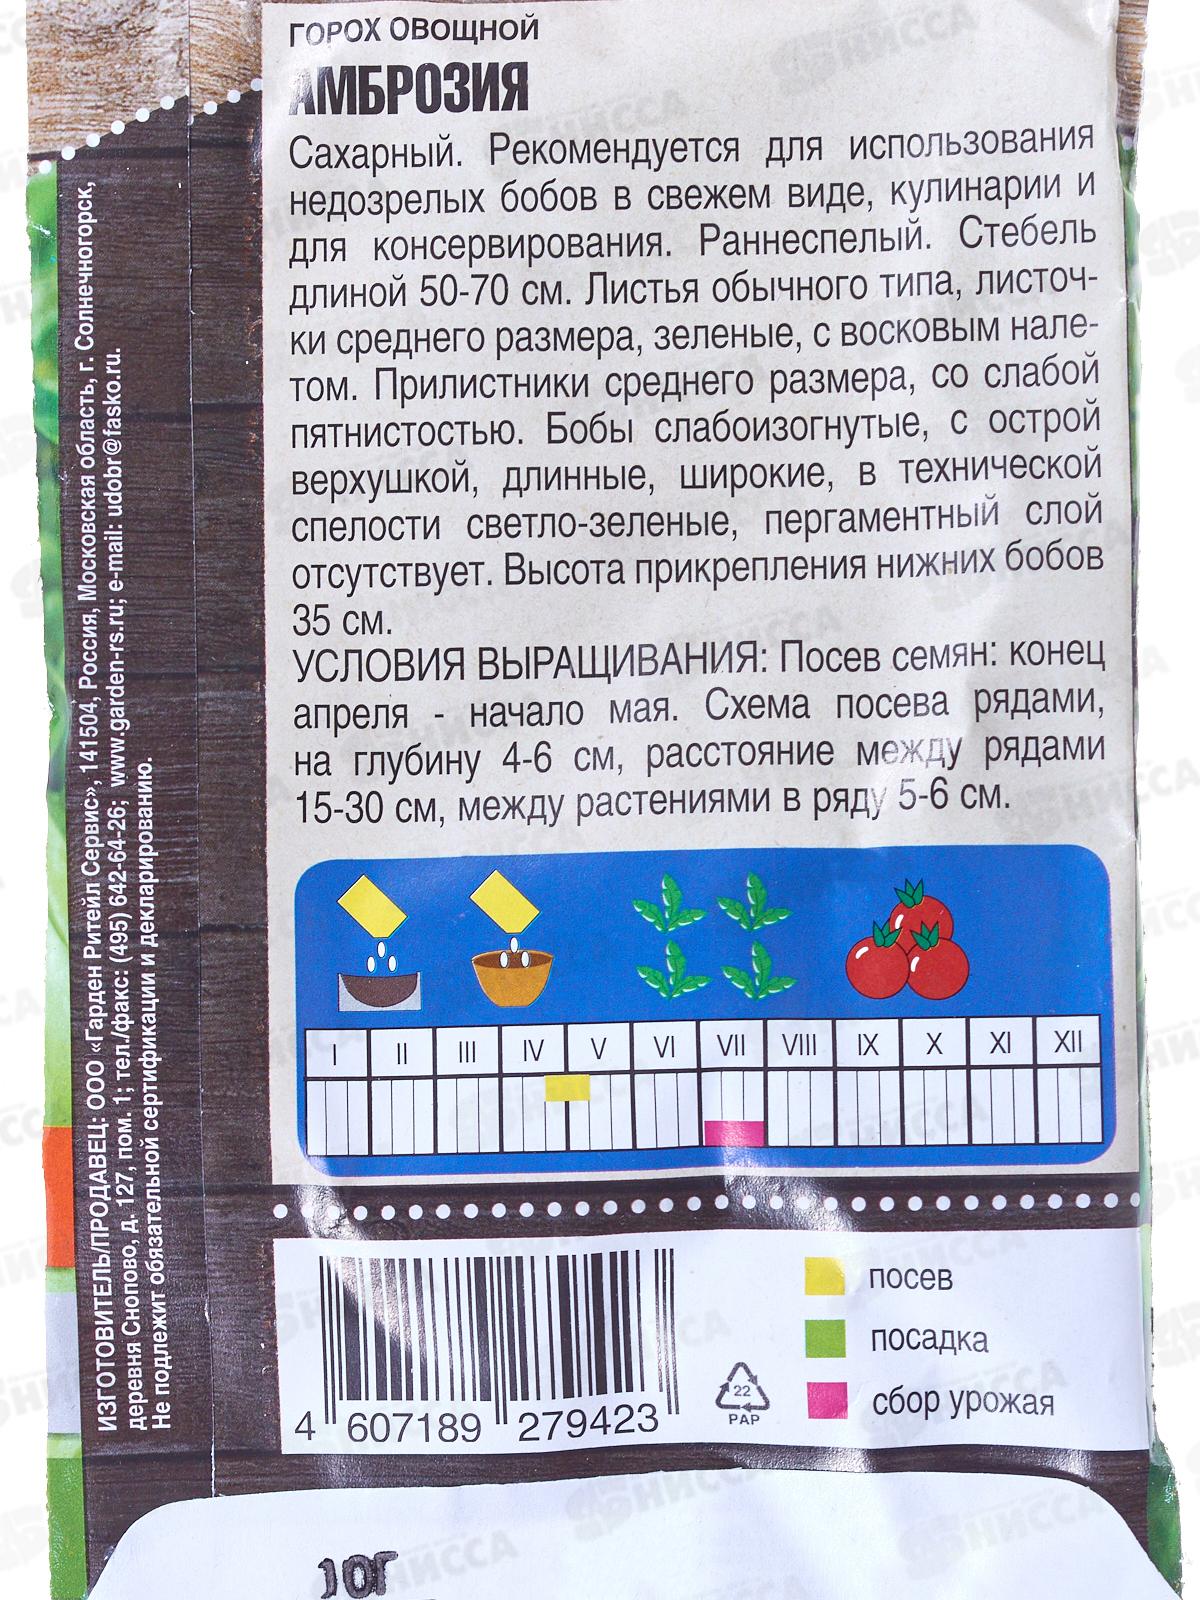 ГОРОХ ОВОЩНОЙ
АМБРОЗИЯ
Сахарный. Рекомендуется для использования
недозрелых бобов в свежем виде, кулинарии и
для консервирования. Раннеспелый. Стебель
длиной 50-70 см. Листья обычного типа, листоч-
ки среднего размера, зеленые, с восковым нале-
том. Прилистники среднего размера, со слабой
пятнистостью. Бобы слабоизогнутые, с острой
верхушкой, длинные, широкие, в технической
спелости светло-зеленые, пергаментный слой
отсутствует. Высота прикрепления нижних бобов
35 см.
УСЛОВИЯ ВЫРАЩИВАНИЯ: Посев семян: конец
апреля - начало мая. Схема посева рядами,
на глубину 4-6 см, расстояние между рядами
15-30 см, между растениями в ряду 5-6 см.
I II III IV V VI VII VIII IX X XI XII
посев
посадка
сбор урожая
22
PAP
4 607189 279423
10Г
ИЗГОТОВИТЕЛЬ/ПРОДАВЕЦ: ООО «Гарден Ритейл Сервис», 141504, Россия, Московская область, г. Солнечногорск,
деревня Снопово, д. 127, пом. 1; тел./факс: (495) 642-64-26; www.garden-rs.ru; e-mail: udobr@fasko.ru.
Не подлежит обязательной сертификации и декларированию.
НИССА